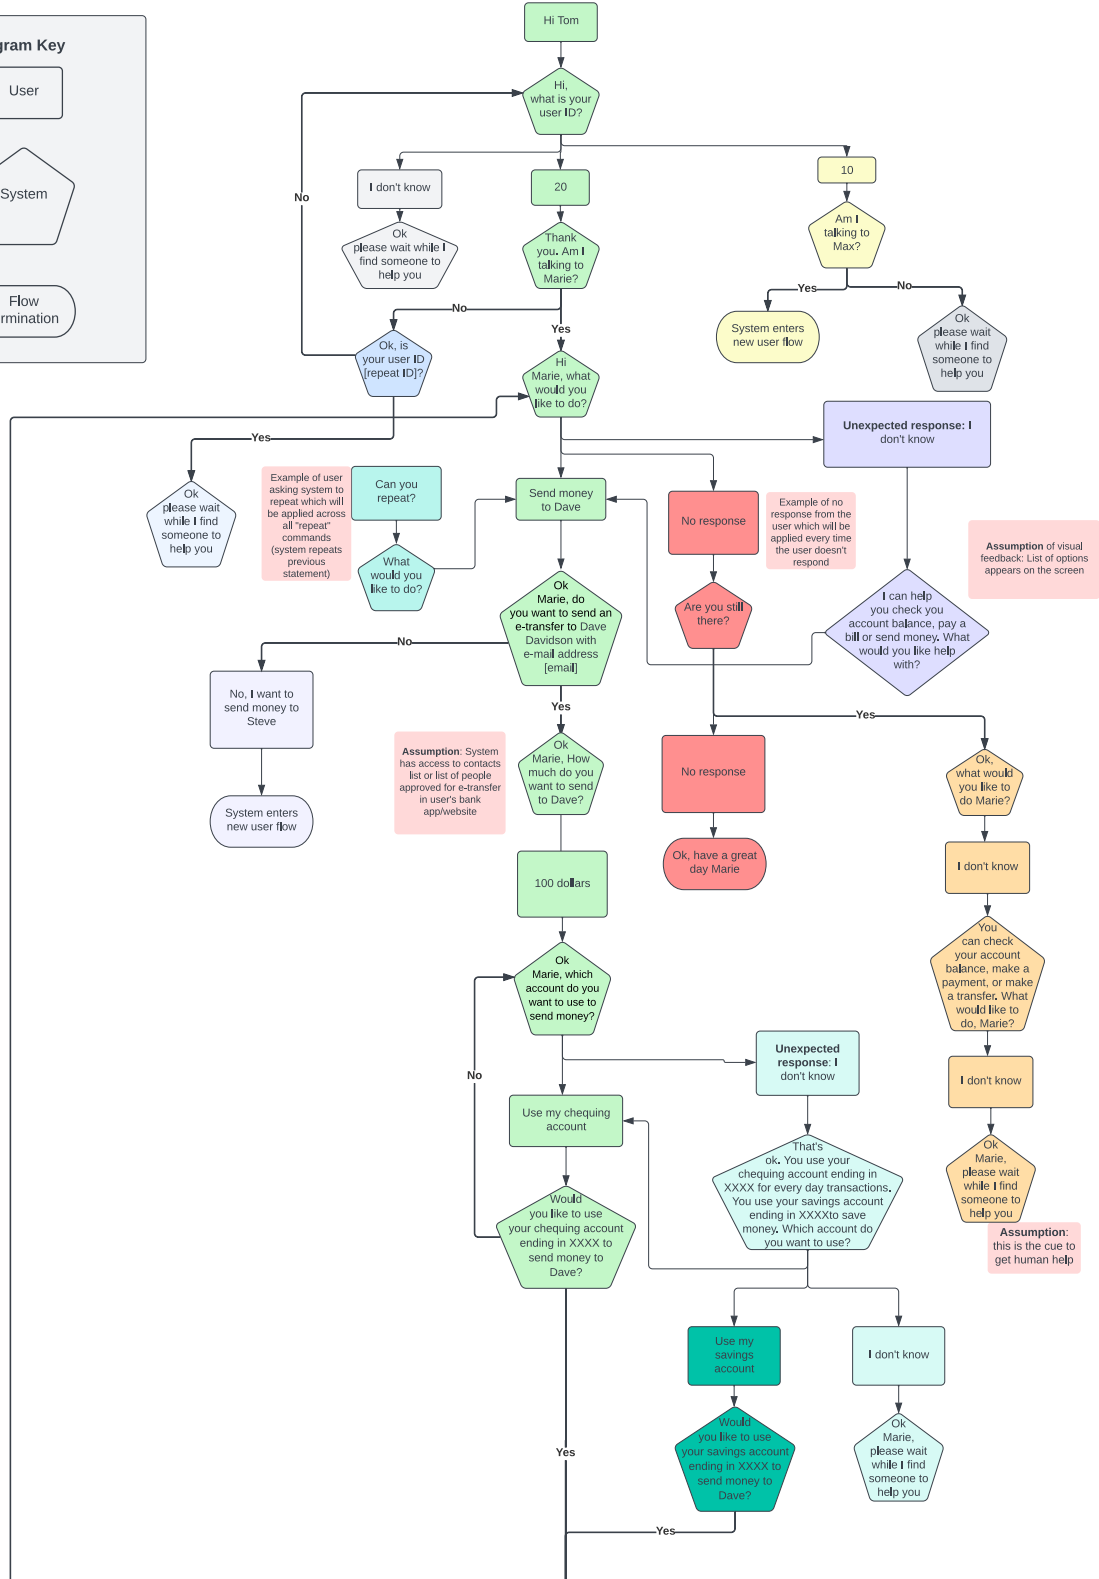 Hi Tom
gram Key
User
System
Flow
rmination
Hi,
what is your
user ID?
No
I don't know
20
10
Ok
please wait while I
find someone to
help you
Thank
you. Am I
talking to
Marie?
Am I
talking to
Max?
Yes
No
System enters
new user flow
Ok
please wait
while I find
someone to
help you
No
Yes
Ok, is
your user ID
[repeat ID]?
Hi
Marie, what
would you
like to do?
Yes
Ok
please wait
while I find
someone to
help you
Unexpected response: I
don't know
Example of user
asking system to
repeat which will
be applied across
all "repeat"
commands
(system repeats
previous
statement)
Can you
repeat?
What
would you
like to do?
Send money
to Dave
No response
Example of no
response from the
user which will be
applied every time
the user doesn't
respond
Assumption of visual
feedback: List of options
appears on the screen
Are you still
there?
I can help
you check you
account balance, pay a
bill or send money. What
would you like help
with?
Ok
Marie, do
you want to send an
e-transfer to Dave
Davidson with
e-mail address
[email]
No
Yes
No, I want to
send money to
Steve
System enters
new user flow
Assumption: System
has access to contacts
list or list of people
approved for e-transfer
in user's bank
app/website
Ok
Marie, How
much do you
want to send
to Dave?
Yes
No response
Ok, have a great
day Marie
Ok,
what would
you like to
do Marie?
I don't know
You
can check
your account
balance, make a
payment, or make
a transfer. What
would like to
do, Marie?
I don't know
Ok
Marie,
please wait
while I find
someone to
help you
Assumption:
this is the cue to
get human help
100 dollars
Ok
Marie, which
account do you
want to use to
send money?
No
Unexpected
response: I
don't know
Use my chequing
account
That's
ok. You use your
chequing account ending in
XXXX for every day transactions.
You use your savings account
ending in XXXXto save
money. Which account do
you want to use?
Would
you like to use
your chequing account
ending in XXXX to
send money to
Dave?
Use my
savings
account
I don't know
Would
you like to use
your savings account
ending in XXXX to
send money to
Dave?
Ok
Marie,
please wait
while I find
someone to
help you
Yes
Yes